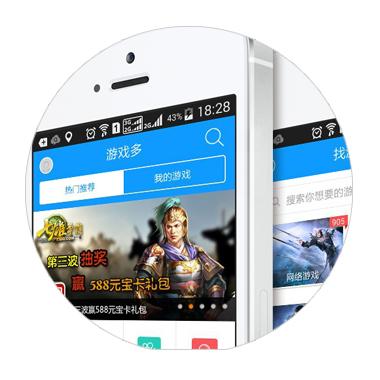 1 2G 2G 2G 43% 18:28
游戏多
热门推荐 我的游戏
第三波抽奖
赢 588元宝卡礼包
波赢588元宝卡礼包
找游
搜索你想要的游
905
网络游戏